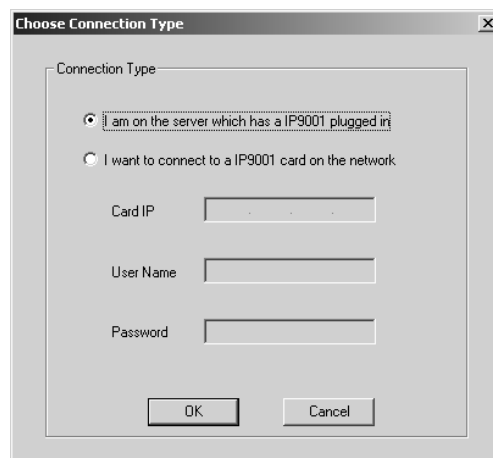 Choose Connection Type
Connection Type
I am on the server which has a IP9001 plugged in
I want to connect to a IP9001 card on the network
Card IP
User Name
Password
OK Cancel